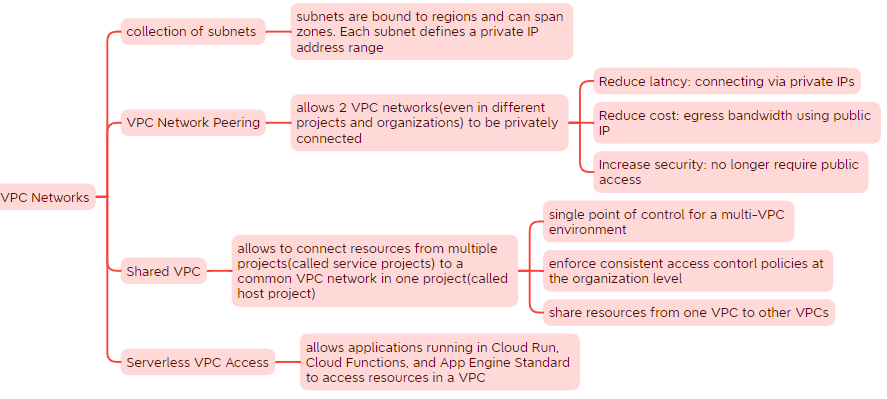 VPC Networks
collection of subnets
subnets are bound to regions and can span
zones. Each subnet defines a private IP
address range
VPC Network Peering
allows 2 VPC networks(even in different
projects and organizations) to be privately
connected
Reduce latncy: connecting via private IPs
Reduce cost: egress bandwidth using public
IP
Increase security: no longer require public
access
Shared VPC
allows to connect resources from multiple
projects(called service projects) to a
common VPC network in one project(called
host project)
single point of control for a multi-VPC
environment
enforce consistent access contorl policies at
the organization level
share resources from one VPC to other VPCs
Serverless VPC Access
allows applications running in Cloud Run,
Cloud Functions, and App Engine Standard
to access resources in a VPC